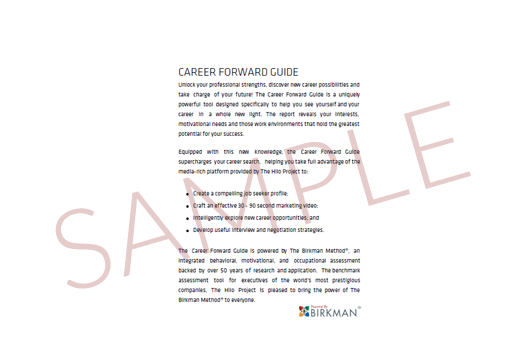 CAREER FORWARD GUIDE
Unlock your professional strengths, discover new career possibilities and
take charge of your future! The Career Forward Guide is a uniquely
powerful tool designed specifically to help you see yourself and your
career in a whole new light. The report reveals your interests,
motivational needs and those work environments that hold the greatest
potential for your success.
Equipped with this new knowledge, the Career Forward Guide
supercharges your career search, helping you take full advantage of the
media-rich platform provided by The Hilo Project to:
• Create a compelling job seeker profile;
• Craft an effective 30 - 90 second marketing video;
• Intelligently explore new career opportunities; and
• Develop useful interview and negotiation strategies.
The Career Forward Guide is powered by The Birkman Method®, an
integrated behavioral, motivational, and occupational assessment
backed by over 50 years of research and application. The benchmark
assessment tool for executives of the world's most prestigious
companies, The Hilo Project is pleased to bring the power of The
Birkman Method® to everyone.
Powered By
BIRKMAN
SAMPLE